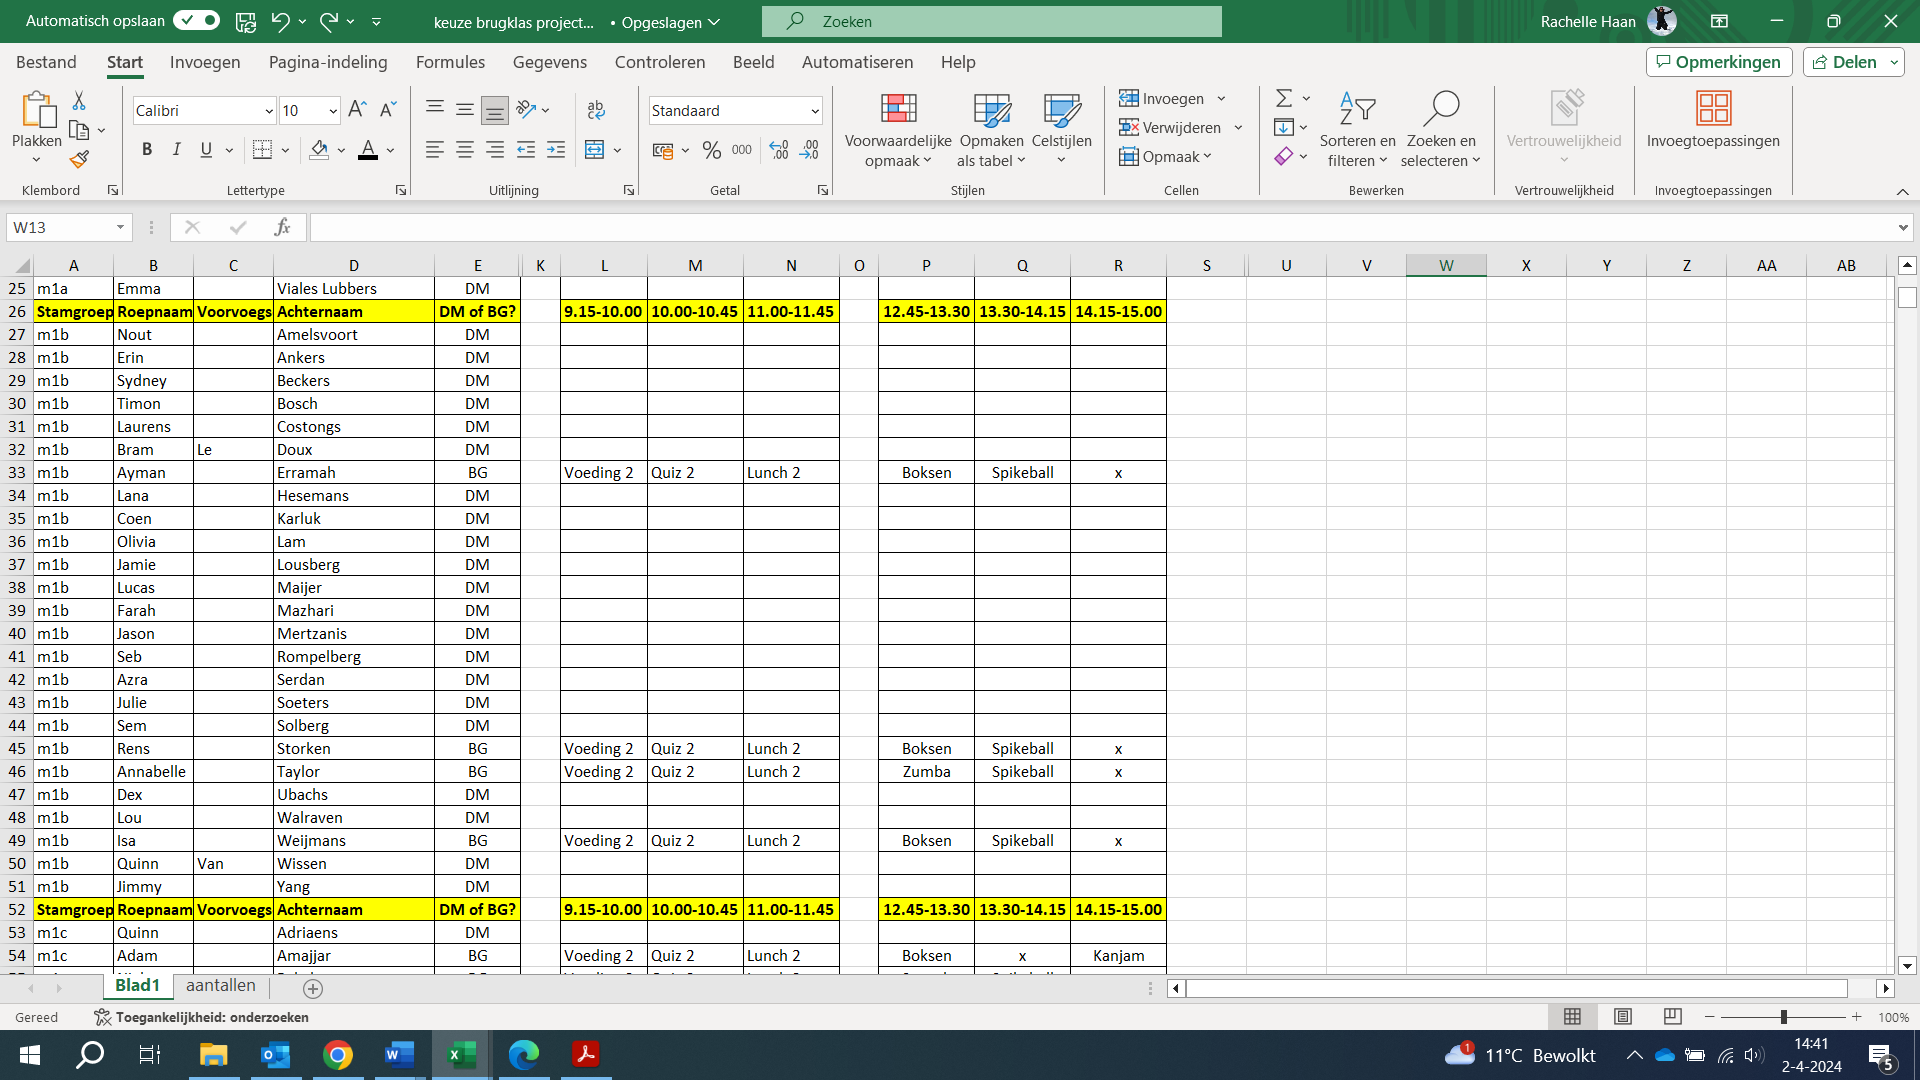 Automatisch opslaan keuze brugklas project... • Opgeslagen Zoeken Rachelle Haan
Bestand Start Invoegen Pagina-indeling Formules Gegevens Controleren Beeld Automatiseren Help Opmerkingen Delen
Plakken Calibri 10 Standaard Voorwaardelijke opmaak Opmaken als tabel Celstijlen Invoegen Verwijderen Opmaak Sorteren en filteren Zoeken en selecteren Vertrouwelijkheid Invoegtoepassingen
Klembord Lettertype Uitlijning Getal Stijlen Cellen Bewerken Vertrouwelijkheid Invoegtoepassingen
W13 fx
A B C D E K L M N O P Q R S U V W X Y Z AA AB
25 m1a Emma Viales Lubbers DM
26 Stamgroep Roepnaam Voorvoegs Achternaam DM of BG? 9.15-10.00 10.00-10.45 11.00-11.45 12.45-13.30 13.30-14.15 14.15-15.00
27 m1b Nout Amelsvoort DM
28 m1b Erin Ankers DM
29 m1b Sydney Beckers DM
30 m1b Timon Bosch DM
31 m1b Laurens Costongs DM
32 m1b Bram Le Doux DM
33 m1b Ayman Erramah BG Voeding 2 Quiz 2 Lunch 2 Boksen Spikeball x
34 m1b Lana Hesemans DM
35 m1b Coen Karluk DM
36 m1b Olivia Lam DM
37 m1b Jamie Lousberg DM
38 m1b Lucas Maijer DM
39 m1b Farah Mazhari DM
40 m1b Jason Mertzanis DM
41 m1b Seb Rompelberg DM
42 m1b Azra Serdan DM
43 m1b Julie Soeters DM
44 m1b Sem Solberg DM
45 m1b Rens Storken BG Voeding 2 Quiz 2 Lunch 2 Boksen Spikeball x
46 m1b Annabelle Taylor BG Voeding 2 Quiz 2 Lunch 2 Zumba Spikeball x
47 m1b Dex Ubachs DM
48 m1b Lou Walraven DM
49 m1b Isa Weijmans BG Voeding 2 Quiz 2 Lunch 2 Boksen Spikeball x
50 m1b Quinn Van Wissen DM
51 m1b Jimmy Yang DM
52 Stamgroep Roepnaam Voorvoegs Achternaam DM of BG? 9.15-10.00 10.00-10.45 11.00-11.45 12.45-13.30 13.30-14.15 14.15-15.00
53 m1c Quinn Adriaens DM
54 m1c Adam Amajjar BG Voeding 2 Quiz 2 Lunch 2 Boksen x Kanjam
Blad1 aantallen
Gereed Toegankelijkheid: onderzoeken 100%
1 11°C Bewolkt 14:41
2-4-2024 5